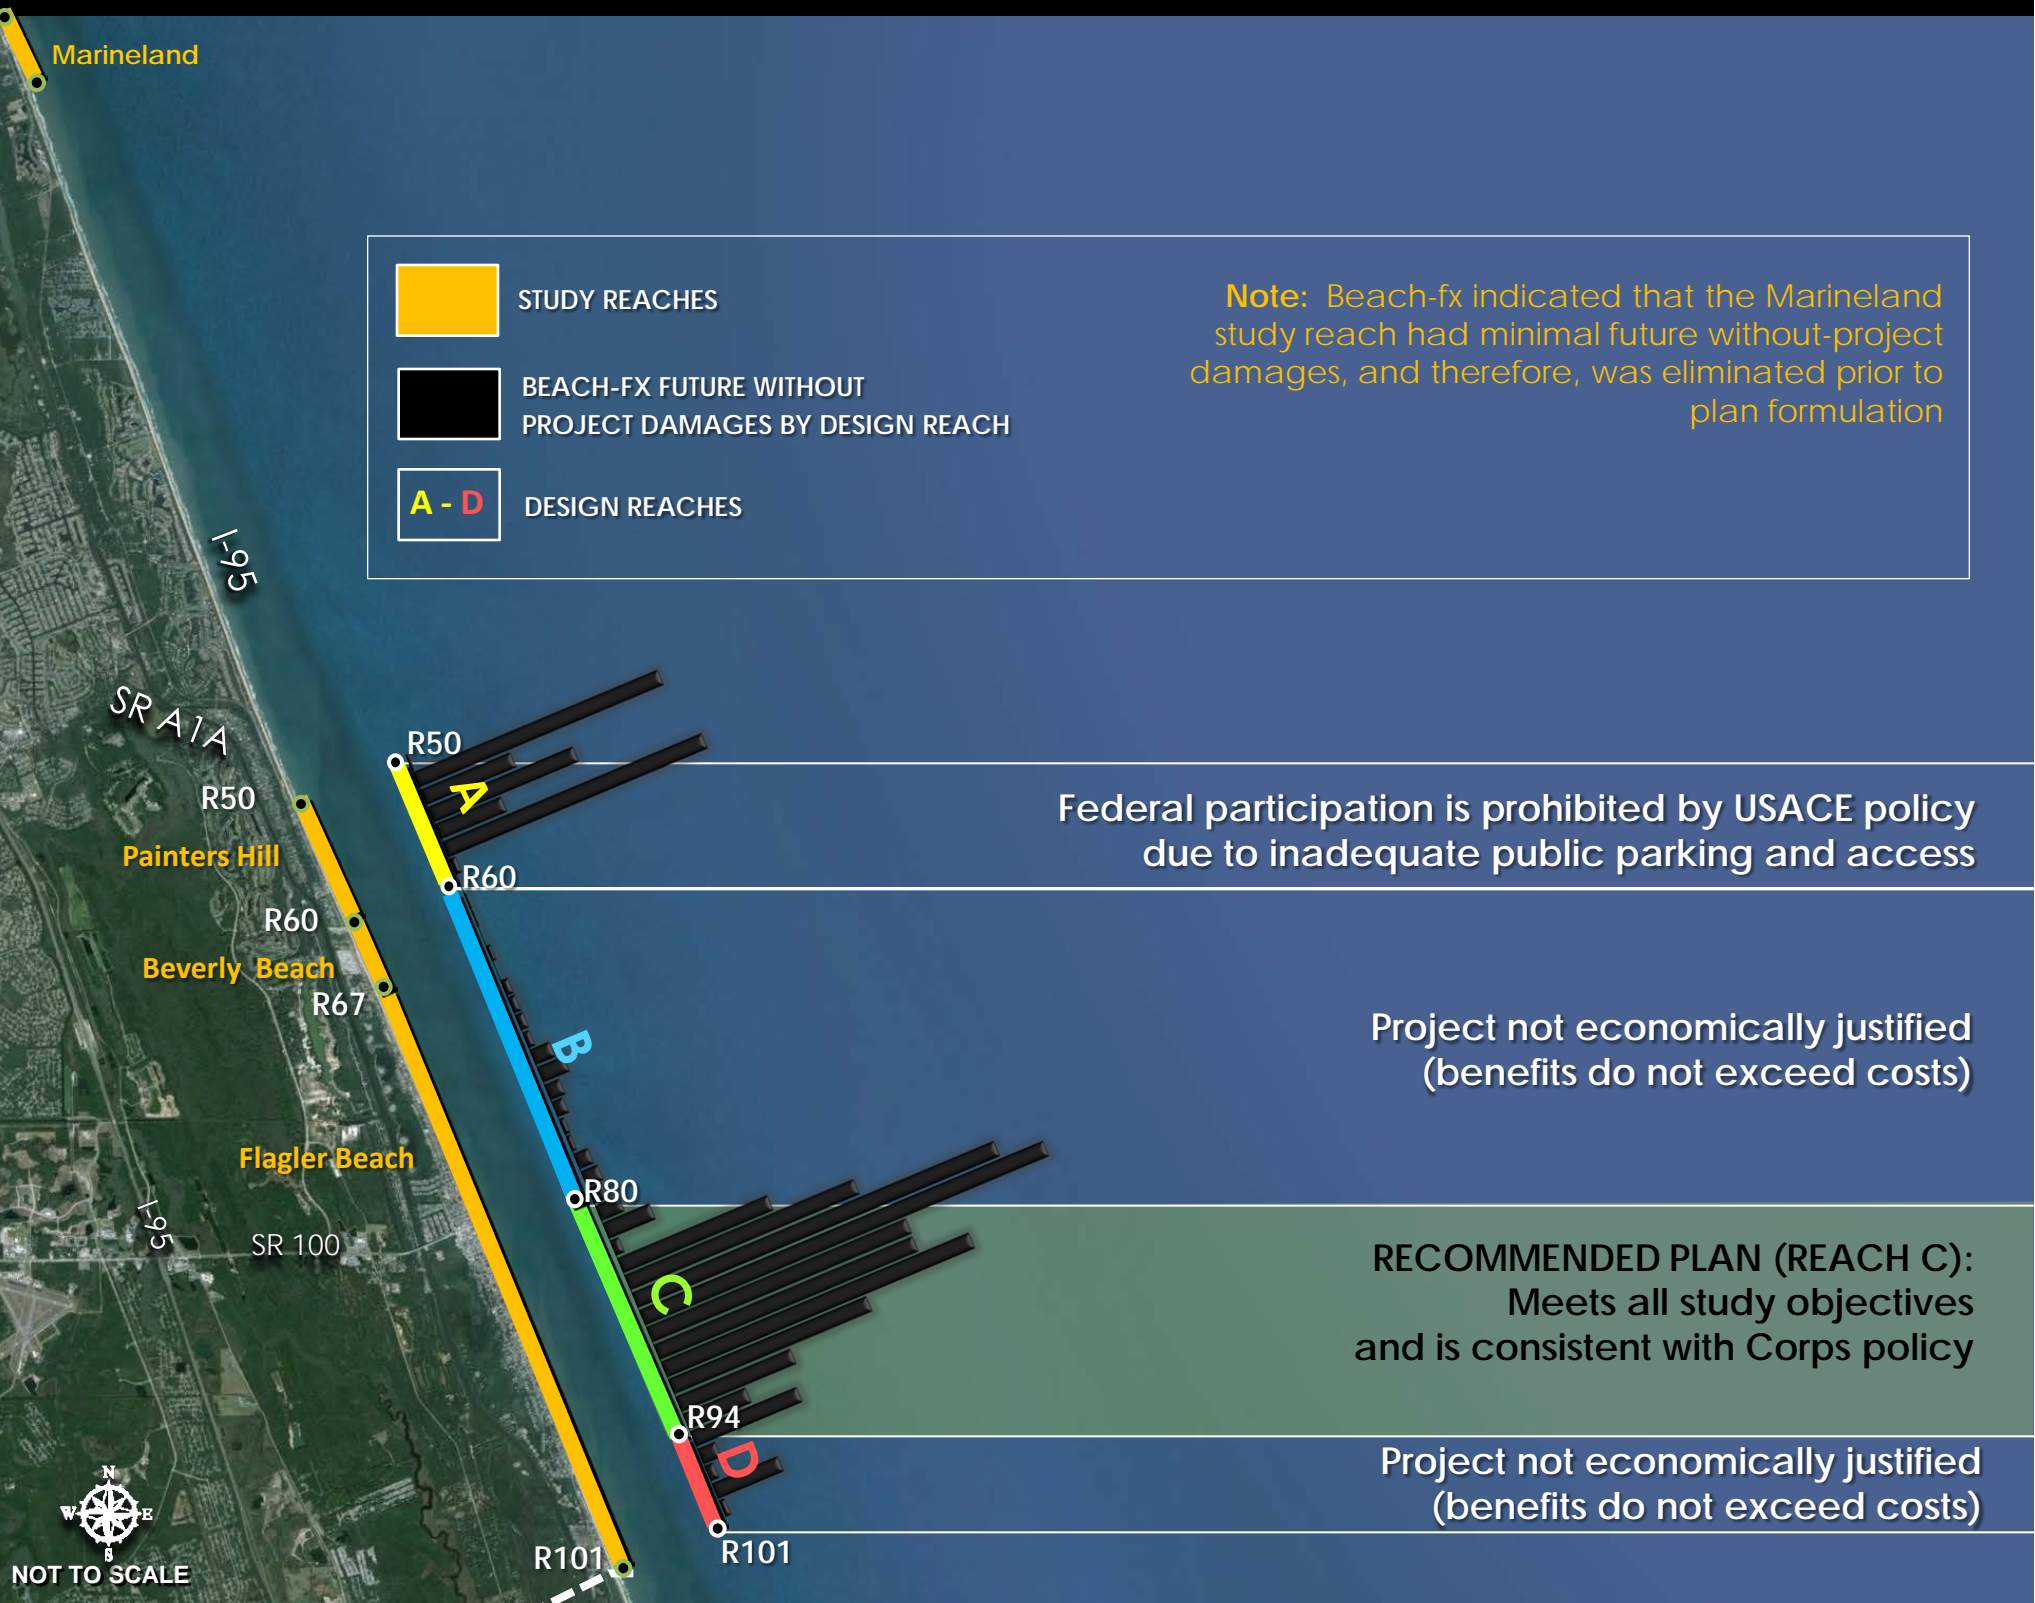 Marineland
STUDY REACHES
BEACH-FX FUTURE WITHOUT
PROJECT DAMAGES BY DESIGN REACH
A - D
DESIGN REACHES
Note: Beach-fx indicated that the Marineland
study reach had minimal future without-project
damages, and therefore, was eliminated prior to
plan formulation
I-95
SR A1A
R50
A
R50
Painters Hill
R60
R60
Beverly Beach
R67
B
Flagler Beach
R80
I-95
SR 100
C
R94
D
R101
R101
Federal participation is prohibited by USACE policy
due to inadequate public parking and access
Project not economically justified
(benefits do not exceed costs)
RECOMMENDED PLAN (REACH C):
Meets all study objectives
and is consistent with Corps policy
Project not economically justified
(benefits do not exceed costs)
N
W
E
S
NOT TO SCALE